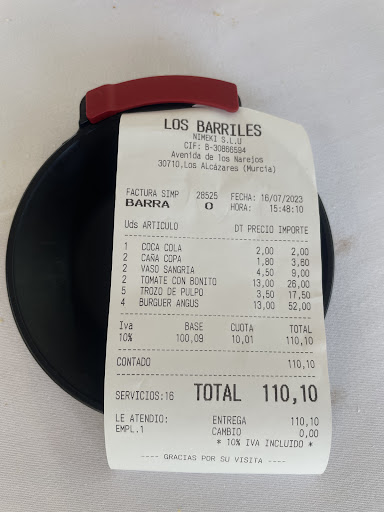 LOS BARRILES
NIMEKI S.L.U
CIF: B-30866594
Avenida de los Narejos
30710,Los Alcázares (Murcia)
FACTURA SIMP 28525 FECHA: 16/07/2023
BARRA 0 HORA: 15:48:10
Uds ARTICULO DT PRECIO IMPORTE
1 COCA COLA 2,00 2,00
2 CAÑA COPA 1,80 3,60
2 VASO SANGRIA 4,50 9,00
2 TOMATE CON BONITO 13,00 26,00
5 TROZO DE PULPO 3,50 17,50
4 BURGUER ANGUS 13,00 52,00
Iva BASE CUOTA TOTAL
10% 100,09 10,01 110,10
CONTADO 110,10
SERVICIOS:16 TOTAL 110,10
LE ATENDIO: ENTREGA 110,10
EMPL.1 CAMBIO 0,00
* 10% IVA INCLUIDO *
---- GRACIAS POR SU VISITA ----